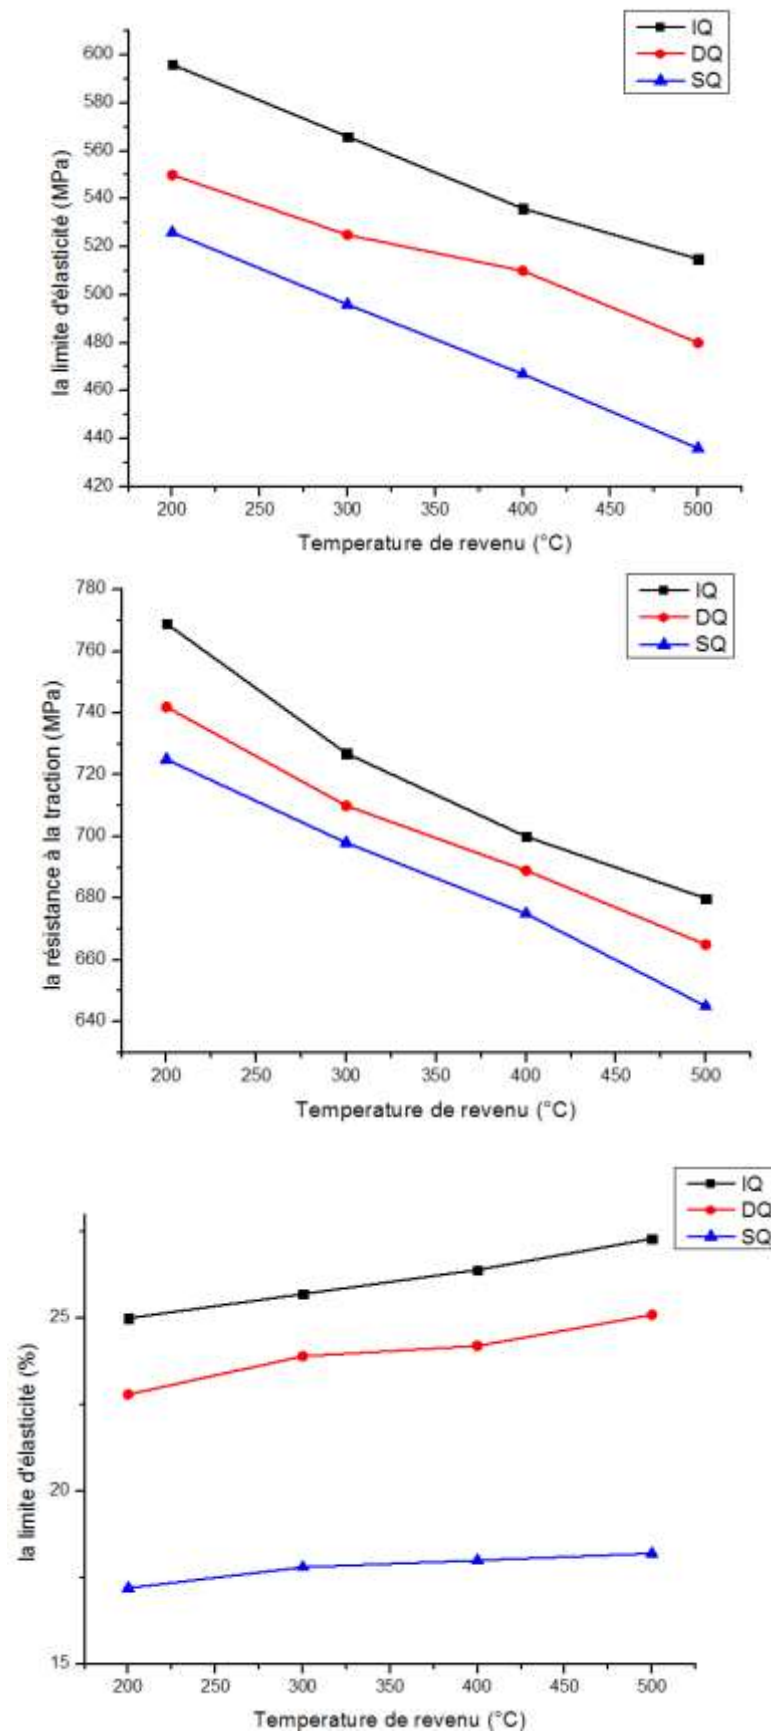 IQ
DQ
SQ
la limite d'élasticité (MPa)
600
580
560
540
520
500
480
460
440
420
200 250 300 350 400 450 500
Temperature de revenu (°C)
IQ
DQ
SQ
la résistance à la traction (MPa)
780
760
740
720
700
680
660
640
200 250 300 350 400 450 500
Temperature de revenu (°C)
IQ
DQ
SQ
la limite d'élasticité (%)
25
20
15
200 250 300 350 400 450 500
Temperature de revenu (°C)